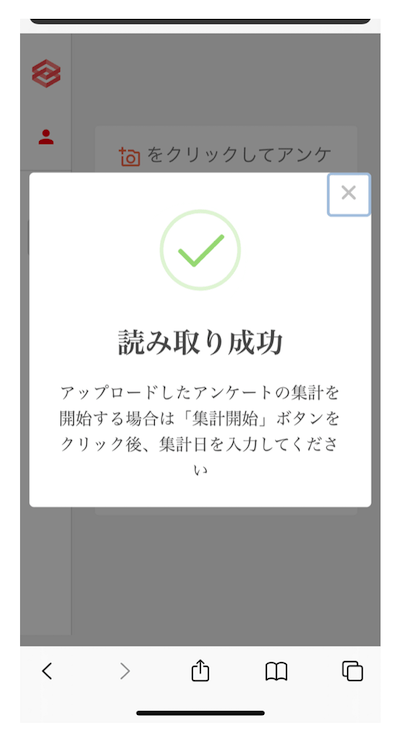 をクリックしてアンケ
読み取り成功
アップロードしたアンケートの集計を
開始する場合は「集計開始」ボタンを
クリック後、集計日を入力してくださ
い